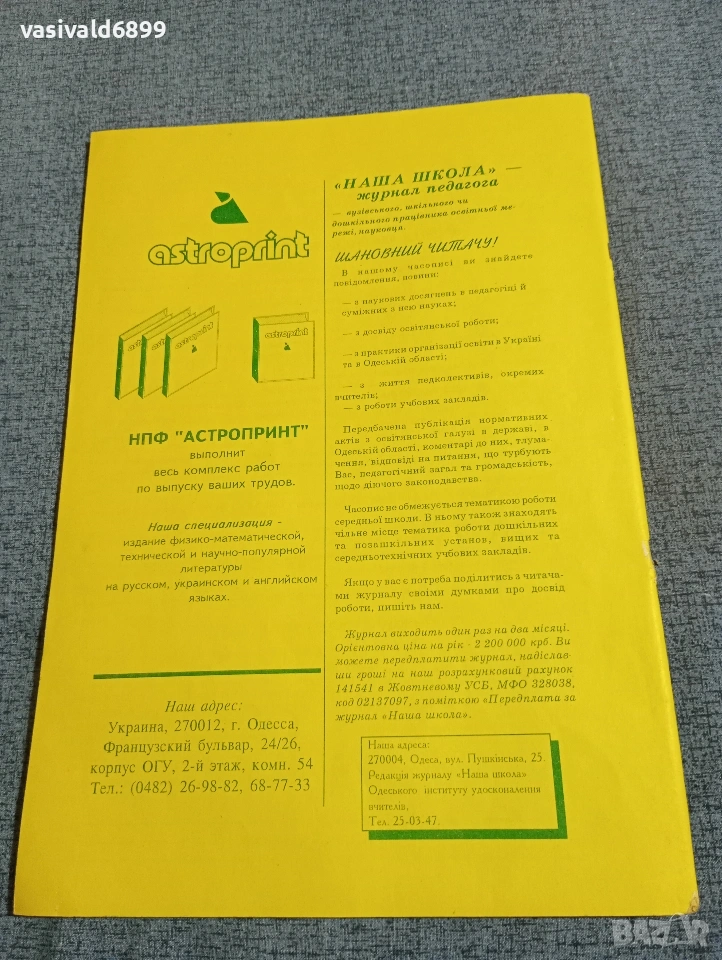 vasivald6899
astroprint
astroprint
astroprint
НПФ "АСТРОПРИНТ"
выполнит
весь комплекс работ
по выпуску ваших трудов.
Наша специализация -
издание физико-математической,
технической и научно-популярной
литературы
на русском, украинском и английском
языках.
Наш адрес:
Украина, 270012, г. Одесса,
Французский бульвар, 24/26,
корпус ОГУ, 2-й этаж, комн. 54
Тел.: (0482) 26-98-82, 68-77-33
«НАША ШКОЛА» —
журнал педагога
— вузівського, шкільного чи
дошкільного працівника освітньої ме-
режі, науковця.
ШАНОВНИЙ ЧИТАЧУ!
В нашому часописі ви знайдете
повідомлення, новини:
— з наукових досягнень в педагогіці й
суміжних з нею науках;
— з досвіду освітянської роботи;
— з практики організації освіти в Україні
та в Одеській області;
— з життя педколективів, окремих
вчителів;
— з роботи учбових закладів.
Передбачена публікація нормативних
актів з освітянської галузі в державі, в
Одеській області, коментарі до них, тлума-
чення, відповіді на питання, що турбують
Вас, педагогічний загал та громадськість,
щодо діючого законодавства.
Часопис не обмежується тематикою роботи
середньої школи. В ньому також знаходять
чільне місце тематика роботи дошкільних
та позашкільних установ, вищих та
середньотехнічних учбових закладів.
Якщо у вас є потреба поділитись з читача-
ми журналу своїми думками про досвід
роботи, пишіть нам.
Журнал виходить один раз на два місяці.
Орієнтовна ціна на рік - 2 200 000 крб. Ви
можете передплатити журнал, надіслав-
ши гроші на наш розрахунковий рахунок
141541 в Жовтневому УСБ, МФО 328038,
код 02137097, з поміткою «Передплата за
журнал «Наша школа».
Наша адреса:
270004, Одеса, вул. Пушкінська, 25.
Редакція журналу «Наша школа»
Одеського інституту удосконалення
вчителів,
Тел. 25-03-47.
BAZAR